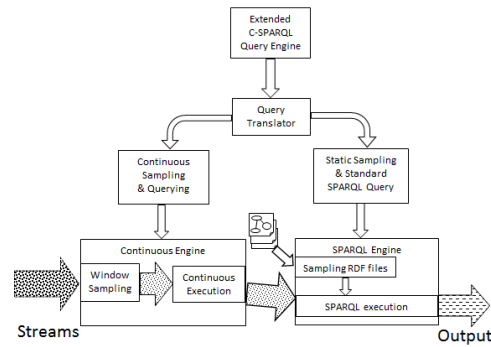 Extended
C-SPARQL
Query Engine
Query
Translator
Continuous
Sampling
& Querying
Static Sampling
& Standard
SPARQL Query
Continuous Engine
Window
Sampling
Continuous
Execution
SPARQL Engine
Sampling RDF files
SPARQL execution
Streams
Output